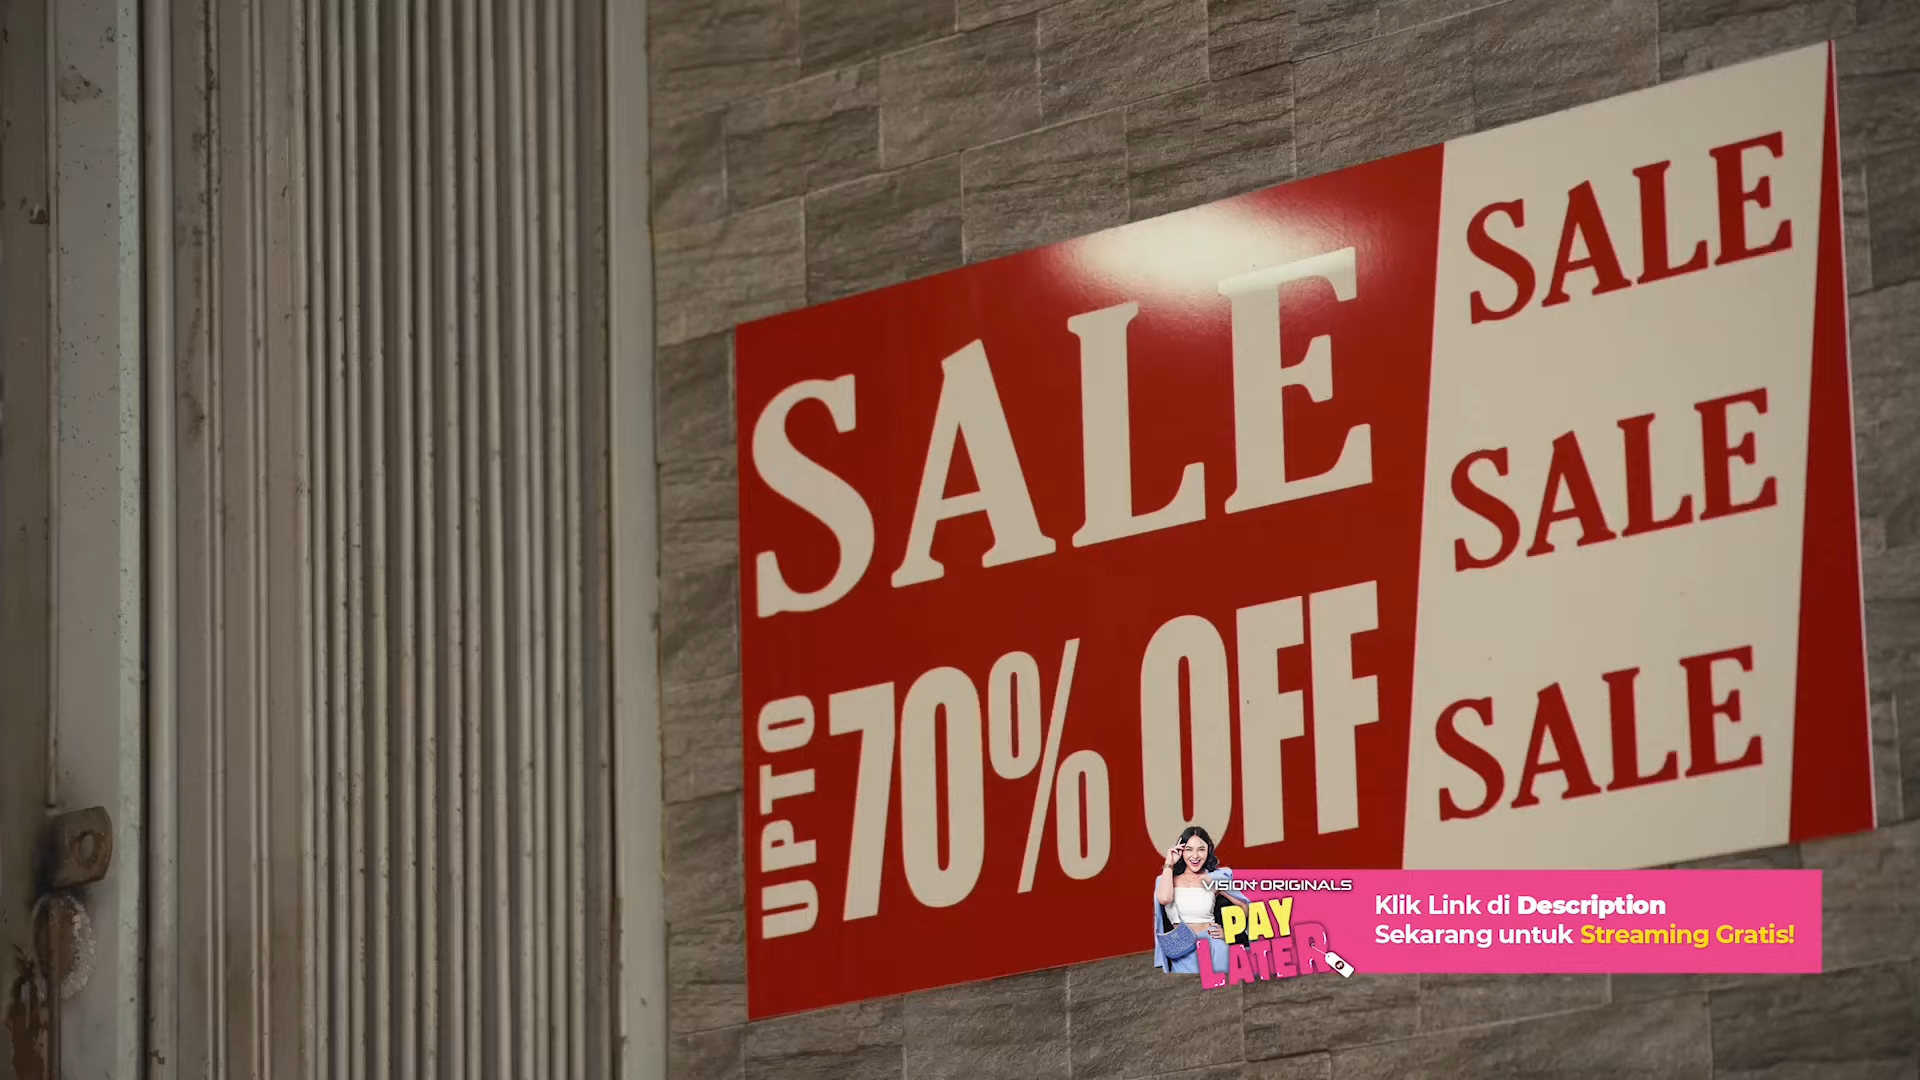 SALE
UPTO 70% OFF
SALE
SALE
SALE
VISION+ ORIGINALS
PAY
LATER
Klik Link di Description
Sekarang untuk Streaming Gratis!